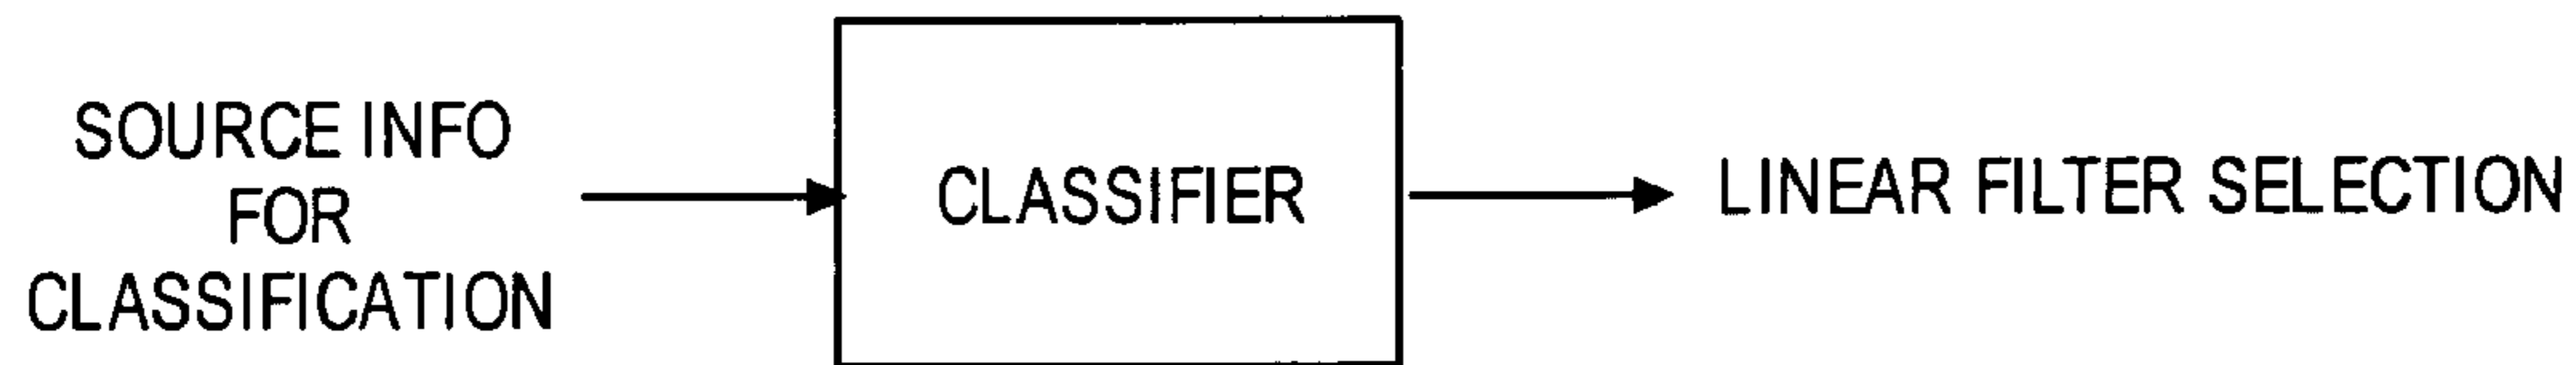 SOURCE INFO
FOR
CLASSIFICATION
CLASSIFIER
LINEAR FILTER SELECTION